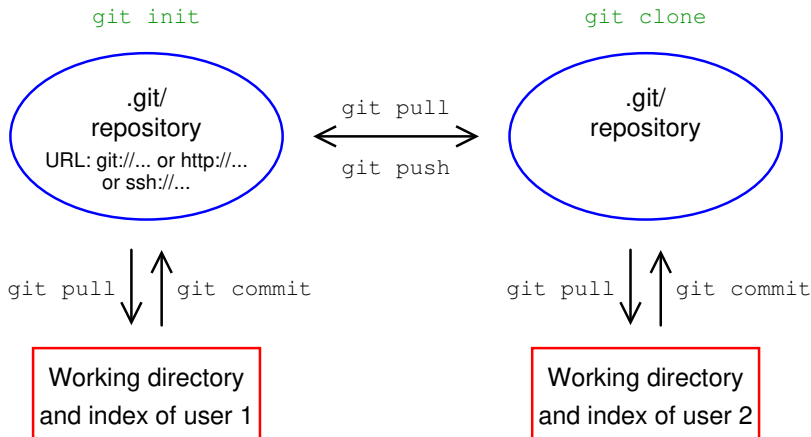 git init
git clone
.git/
repository
URL: git://... or http://...
or ssh://...
git pull
git push
.git/
repository
git pull
git commit
git pull
git commit
Working directory
and index of user 1
Working directory
and index of user 2